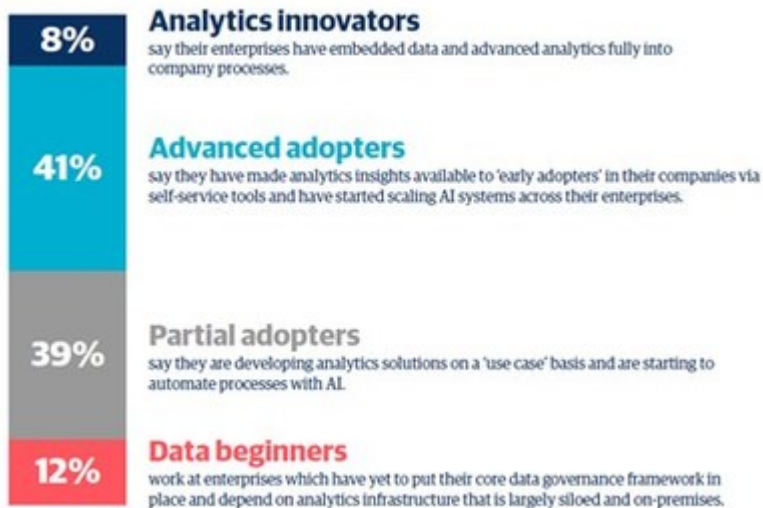 8%
Analytics innovators
say their enterprises have embedded data and advanced analytics fully into
company processes.
41%
Advanced adopters
say they have made analytics insights available to 'early adopters' in their companies via
self-service tools and have started scaling AI systems across their enterprises.
39%
Partial adopters
say they are developing analytics solutions on a 'use case' basis and are starting to
automate processes with AI.
12%
Data beginners
work at enterprises which have yet to put their core data governance framework in
place and depend on analytics infrastructure that is largely siloed and on-premises.